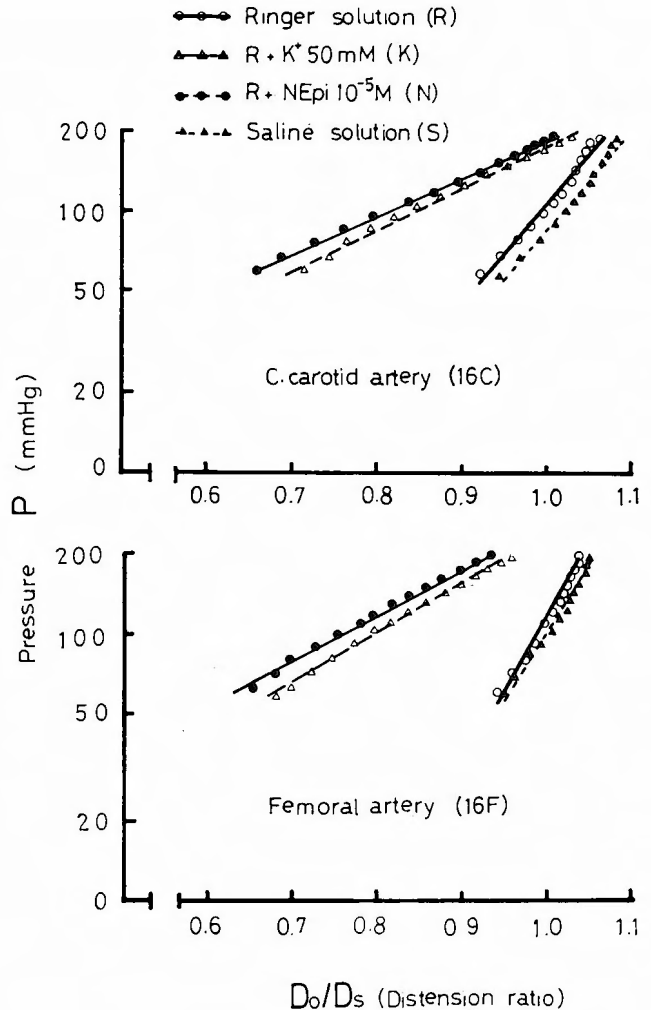 Ringer solution (R)
R + K⁺ 50 mM (K)
R + NEpi 10⁻⁵M (N)
Saline solution (S)
200
100
50
20
0
C. carotid artery (16C)
0.6 0.7 0.8 0.9 1.0 1.1
P (mmHg)
Pressure
200
100
50
20
0
Femoral artery (16F)
0.6 0.7 0.8 0.9 1.0 1.1
Do/Ds (Distension ratio)